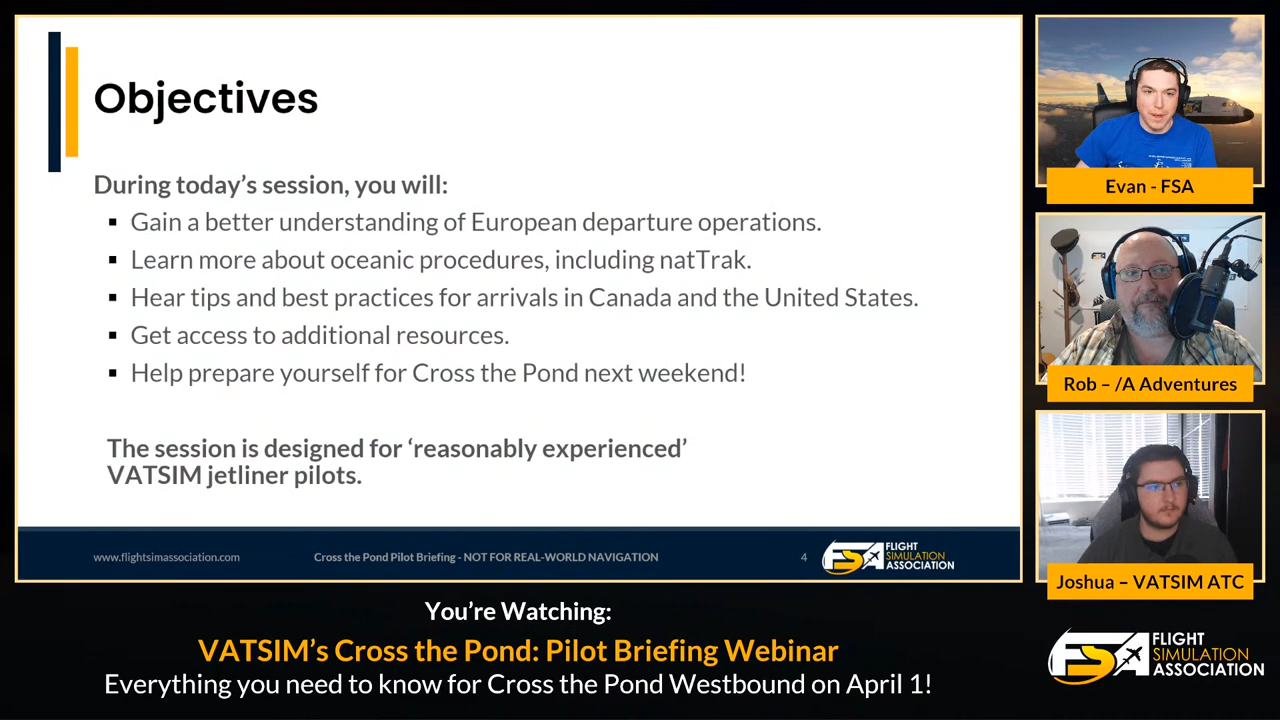 Objectives
During today's session, you will:
▪ Gain a better understanding of European departure operations.
▪ Learn more about oceanic procedures, including natTrak.
▪ Hear tips and best practices for arrivals in Canada and the United States.
▪ Get access to additional resources.
▪ Help prepare yourself for Cross the Pond next weekend!
The session is designed for ‘reasonably experienced’
VATSIM jetliner pilots.
www.flightsimassociation.com
Cross the Pond Pilot Briefing - NOT FOR REAL-WORLD NAVIGATION
4
FSA
FLIGHT
SIMULATION
ASSOCIATION
Evan - FSA
Rob – /A Adventures
Joshua – VATSIM ATC
You're Watching:
VATSIM's Cross the Pond: Pilot Briefing Webinar
Everything you need to know for Cross the Pond Westbound on April 1!
FSA
FLIGHT
SIMULATION
ASSOCIATION